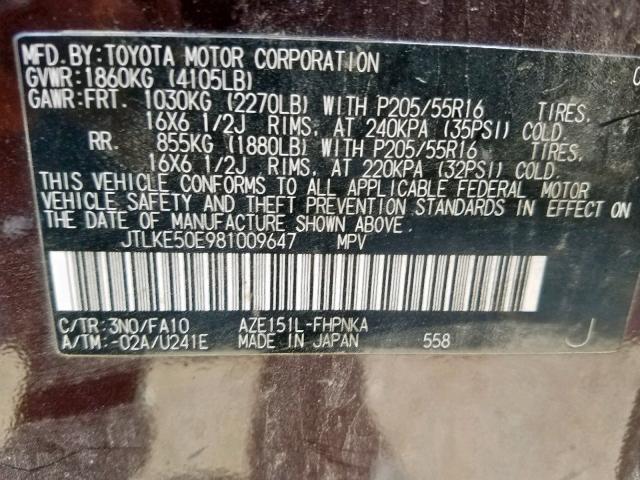 MFD.BY:TOYOTA MOTOR CORPORATION
GVWR:1860KG (4105LB)
GAWR:FRT. 1030KG (2270LB) WITH P205/55R16 TIRES,
16X6 1/2J RIMS, AT 240KPA (35PSI) COLD.
RR. 855KG (1880LB) WITH P205/55R16 TIRES,
16X6 1/2J RIMS, AT 220KPA (32PSI) COLD.
THIS VEHICLE CONFORMS TO ALL APPLICABLE FEDERAL MOTOR
VEHICLE SAFETY AND THEFT PREVENTION STANDARDS IN EFFECT ON
THE DATE OF MANUFACTURE SHOWN ABOVE.
JTLKE50E981009647 MPV
C/TR:3N0/FA10 AZE151L-FHPNKA
A/TM:-02A/U241E MADE IN JAPAN 558 J